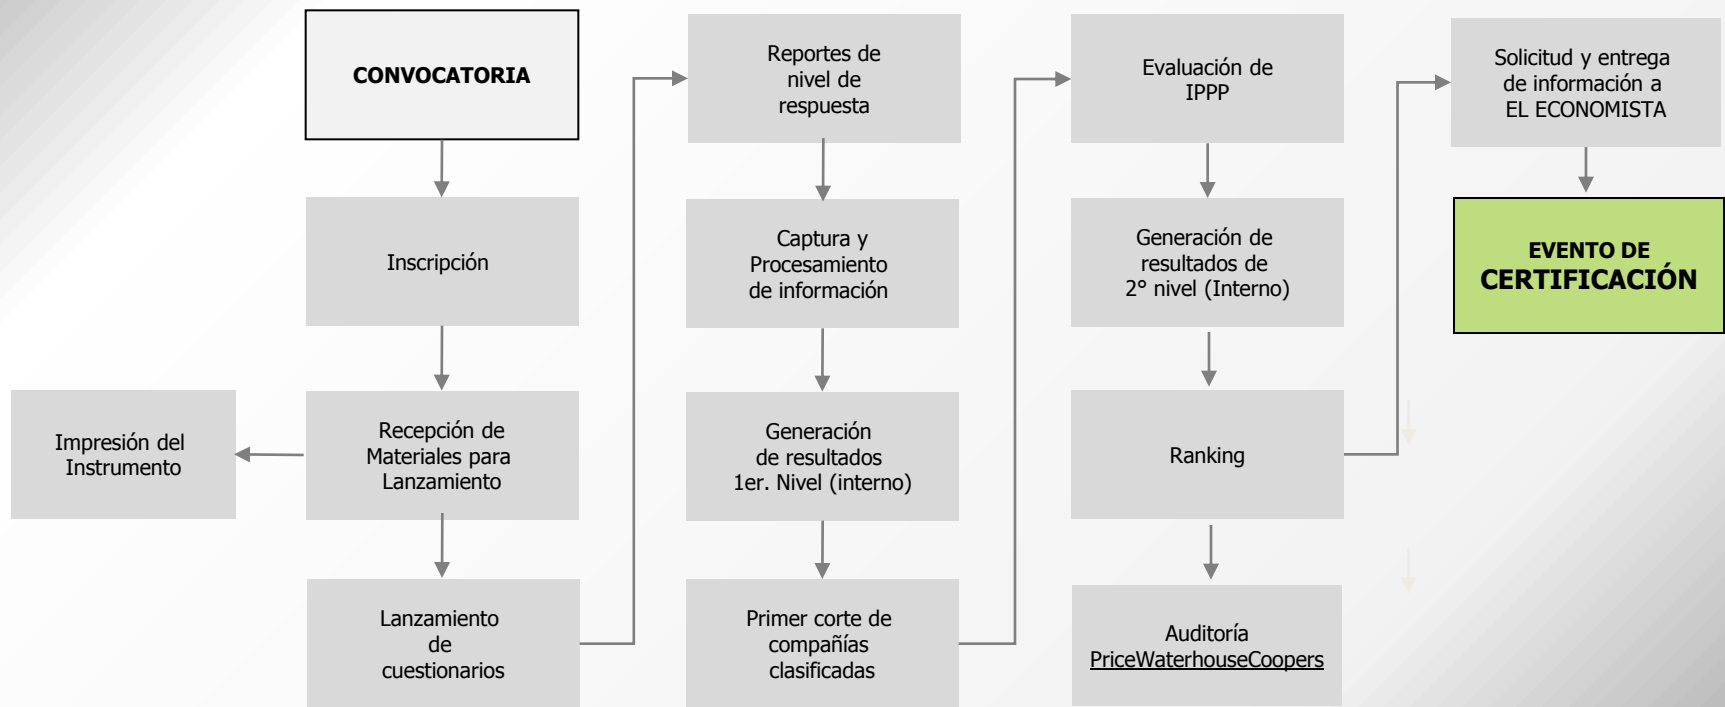 CONVOCATORIA
Inscripción
Recepción de
Materiales para
Lanzamiento
Impresión del
Instrumento
Lanzamiento
de
cuestionarios
Reportes de
nivel de
respuesta
Captura y
Procesamiento
de información
Generación
de resultados
1er. Nivel (interno)
Primer corte de
compañías
clasificadas
Evaluación de
IPPP
Generación de
resultados de
2° nivel (Interno)
Ranking
Auditoría
PriceWaterhouseCoopers
Solicitud y entrega
de información a
EL ECONOMISTA
EVENTO DE
CERTIFICACIÓN